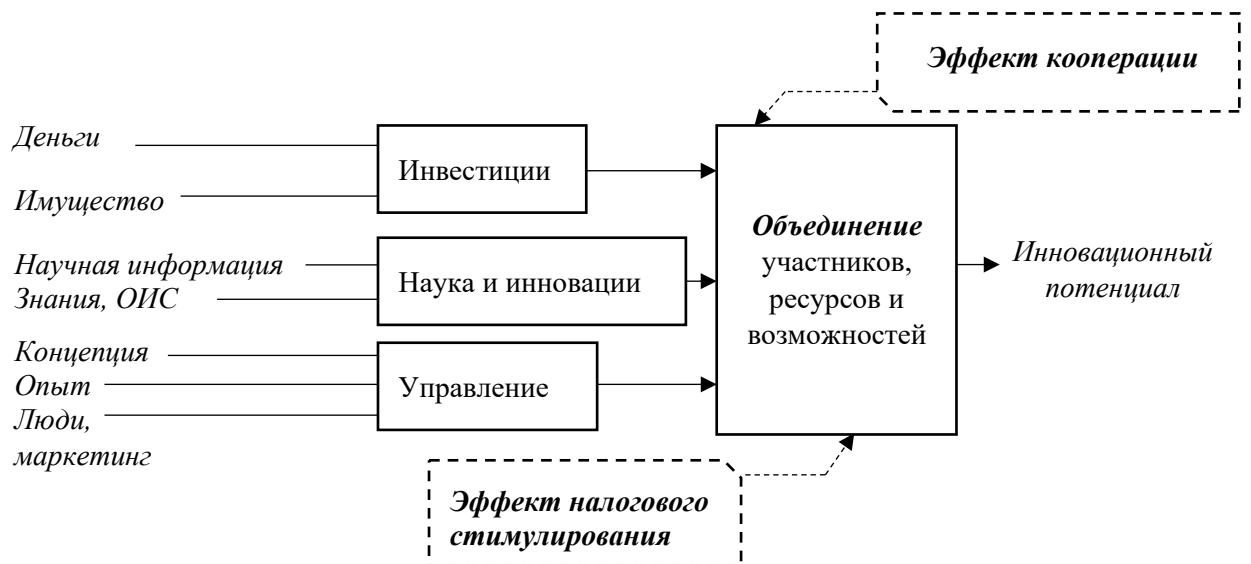 Эффект кооперации
Деньги
Имущество
Инвестиции
Научная информация
Знания, ОИС
Наука и инновации
Концепция
Опыт
Люди,
маркетинг
Управление
Объединение
участников,
ресурсов и
возможностей
Инновационный
потенциал
Эффект налогового
стимулирования